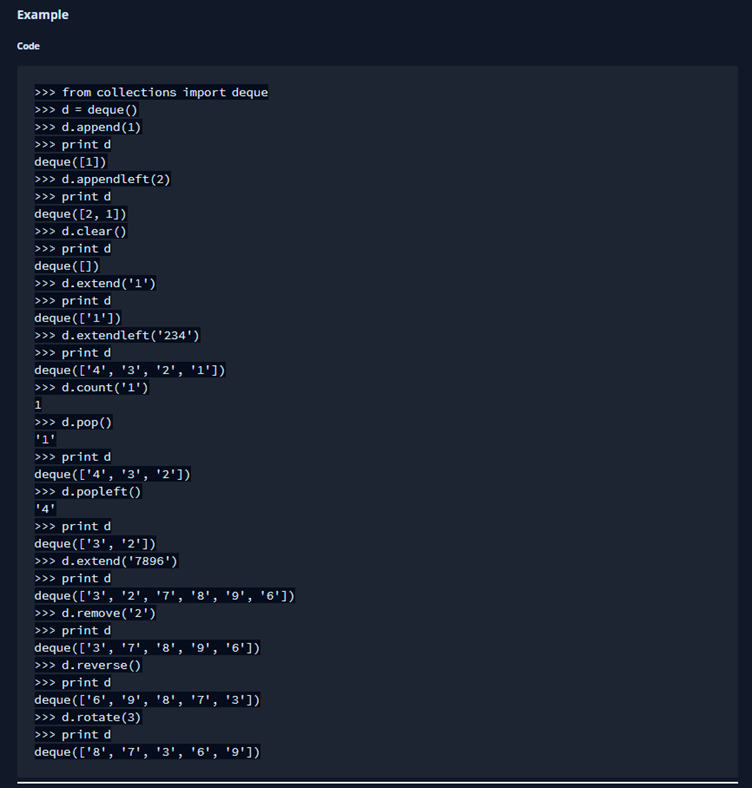 Example
Code
>>> from collections import deque
>>> d = deque()
>>> d.append(1)
>>> print d
deque([1])
>>> d.appendleft(2)
>>> print d
deque([2, 1])
>>> d.clear()
>>> print d
deque([])
>>> d.extend('1')
>>> print d
deque(['1'])
>>> d.extendleft('234')
>>> print d
deque(['4', '3', '2', '1'])
>>> d.count('1')
1
>>> d.pop()
'1'
>>> print d
deque(['4', '3', '2'])
>>> d.popleft()
'4'
>>> print d
deque(['3', '2'])
>>> d.extend('7896')
>>> print d
deque(['3', '2', '7', '8', '9', '6'])
>>> d.remove('2')
>>> print d
deque(['3', '7', '8', '9', '6'])
>>> d.reverse()
>>> print d
deque(['6', '9', '8', '7', '3'])
>>> d.rotate(3)
>>> print d
deque(['8', '7', '3', '6', '9'])